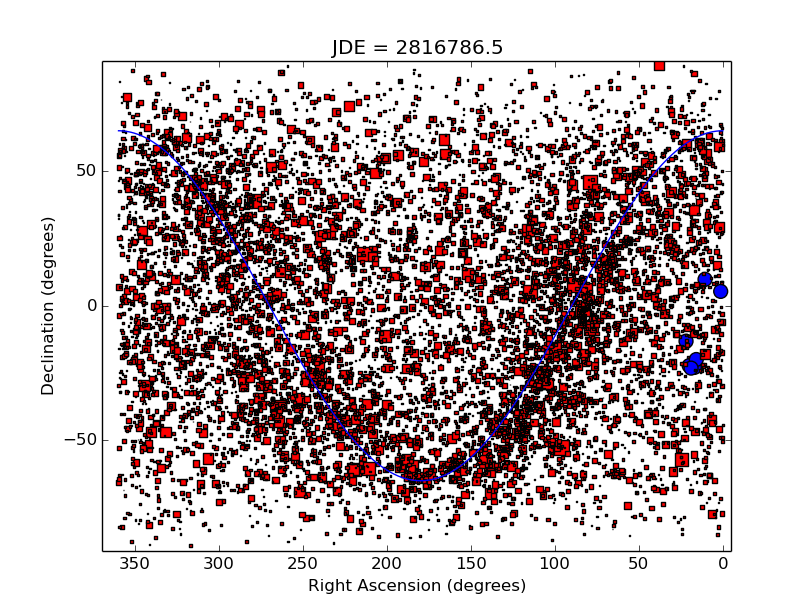 JDE = 2816786.5
50
0
−50
Declination (degrees)
350 300 250 200 150 100 50 0
Right Ascension (degrees)